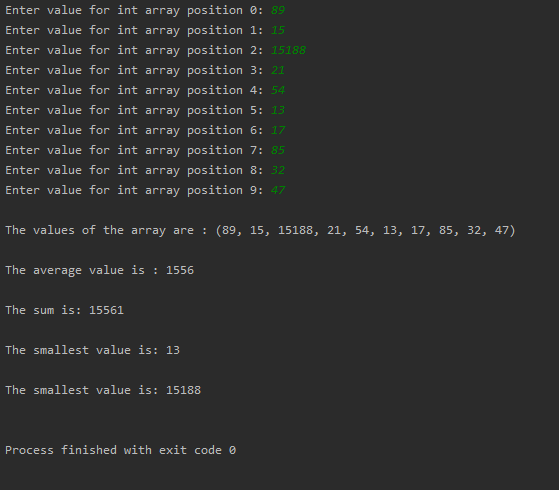 Enter value for int array position 0: 89
Enter value for int array position 1: 15
Enter value for int array position 2: 15188
Enter value for int array position 3: 21
Enter value for int array position 4: 54
Enter value for int array position 5: 13
Enter value for int array position 6: 17
Enter value for int array position 7: 85
Enter value for int array position 8: 32
Enter value for int array position 9: 47
The values of the array are : (89, 15, 15188, 21, 54, 13, 17, 85, 32, 47)
The average value is : 1556
The sum is: 15561
The smallest value is: 13
The smallest value is: 15188
Process finished with exit code 0